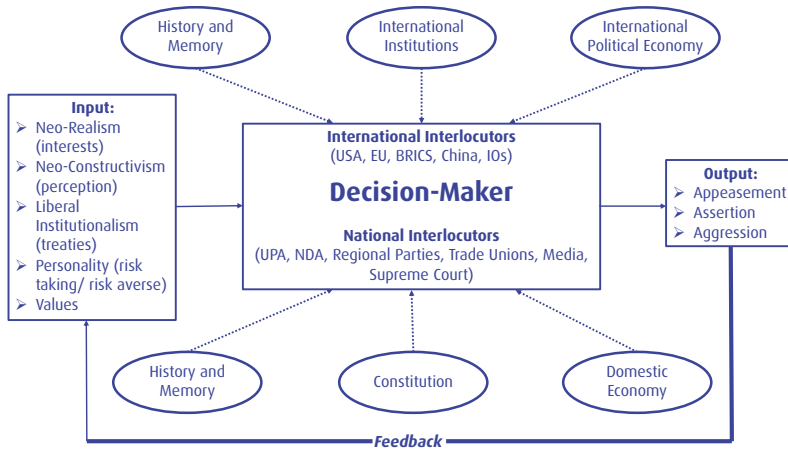 History and
Memory
International
Institutions
International
Political Economy
Input:
➢ Neo-Realism
(interests)
➢ Neo-Constructivism
(perception)
➢ Liberal
Institutionalism
(treaties)
➢ Personality (risk
taking/ risk averse)
➢ Values
International Interlocutors
(USA, EU, BRICS, China, IOs)
Decision-Maker
National Interlocutors
(UPA, NDA, Regional Parties, Trade Unions, Media,
Supreme Court)
Output:
➢ Appeasement
➢ Assertion
➢ Aggression
History and
Memory
Constitution
Domestic
Economy
Feedback